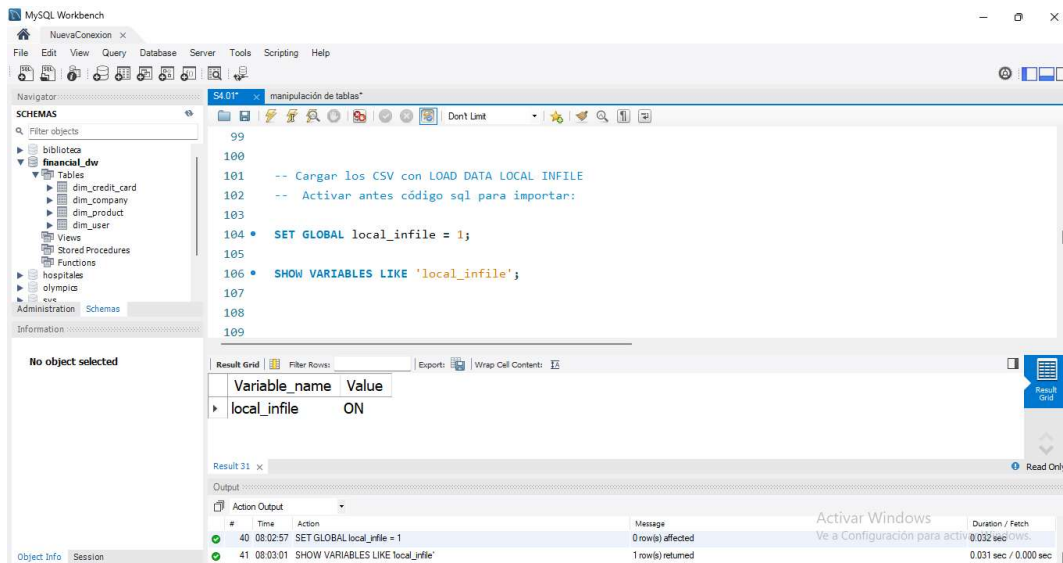 MySQL Workbench
NuevaConexion ×
File Edit View Query Database Server Tools Scripting Help
Navigator
S4.01* × manipulación de tablas*
SCHEMAS
Filter objects
Don't Limit
biblioteca
financial_dw
Tables
dim_credit_card
dim_company
dim_product
dim_user
Views
Stored Procedures
Functions
hospitales
olympics
sys
Administration Schemas
Information
No object selected
99
100
101 -- Cargar los CSV con LOAD DATA LOCAL INFILE
102 -- Activar antes código sql para importar:
103
104 SET GLOBAL local_infile = 1;
105
106 SHOW VARIABLES LIKE 'local_infile';
107
108
109
Result Grid Filter Rows: Export: Wrap Cell Content:
Variable_name Value
local_infile ON
Result Grid
Result 31 × Read Only
Output
Action Output
# Time Action Message Duration / Fetch
40 08:02:57 SET GLOBAL local_infile = 1 0 row(s) affected 0.032 sec
41 08:03:01 SHOW VARIABLES LIKE 'local_infile' 1 row(s) returned 0.031 sec / 0.000 sec
Activar Windows
Ve a Configuración para activar Windows.
Object Info Session